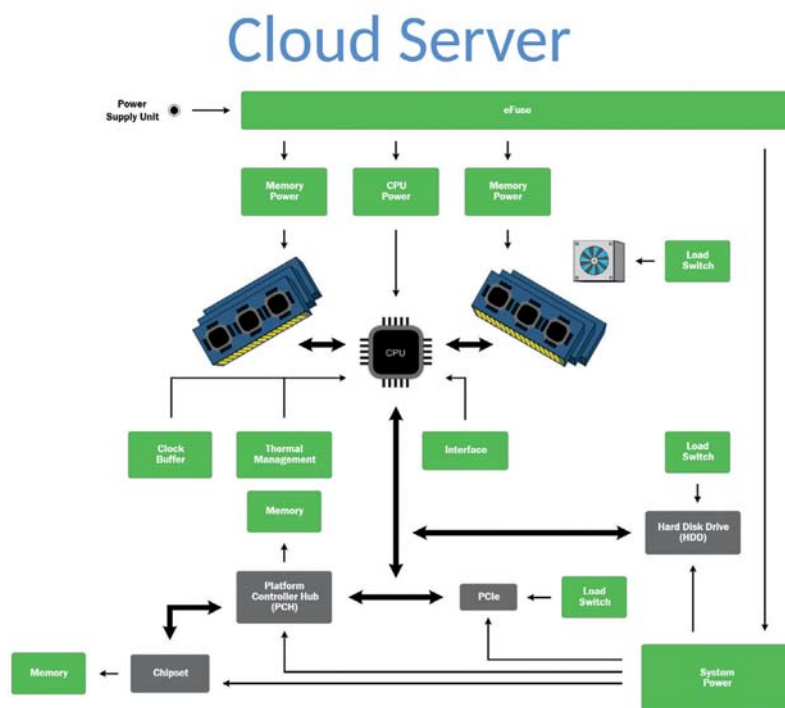 Cloud Server
Power
Supply Unit
eFuse
Memory
Power
CPU
Power
Memory
Power
Load
Switch
CPU
Clock
Buffer
Thermal
Management
Interface
Load
Switch
Memory
Hard Disk Drive
(HDD)
Platform
Controller Hub
(PCH)
PCIe
Load
Switch
Memory
Chipset
System
Power